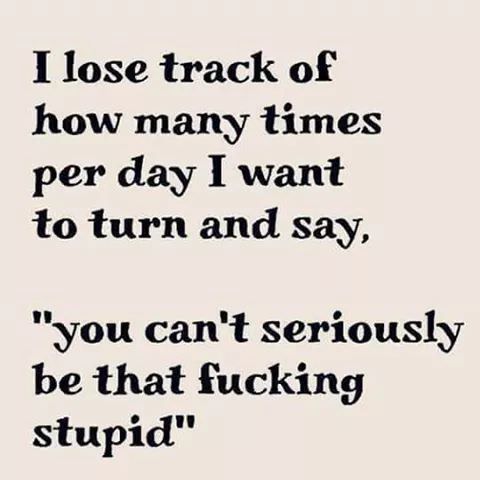 I lose track of
how many times
per day I want
to turn and say,
"you can't seriously
be that fucking
stupid"